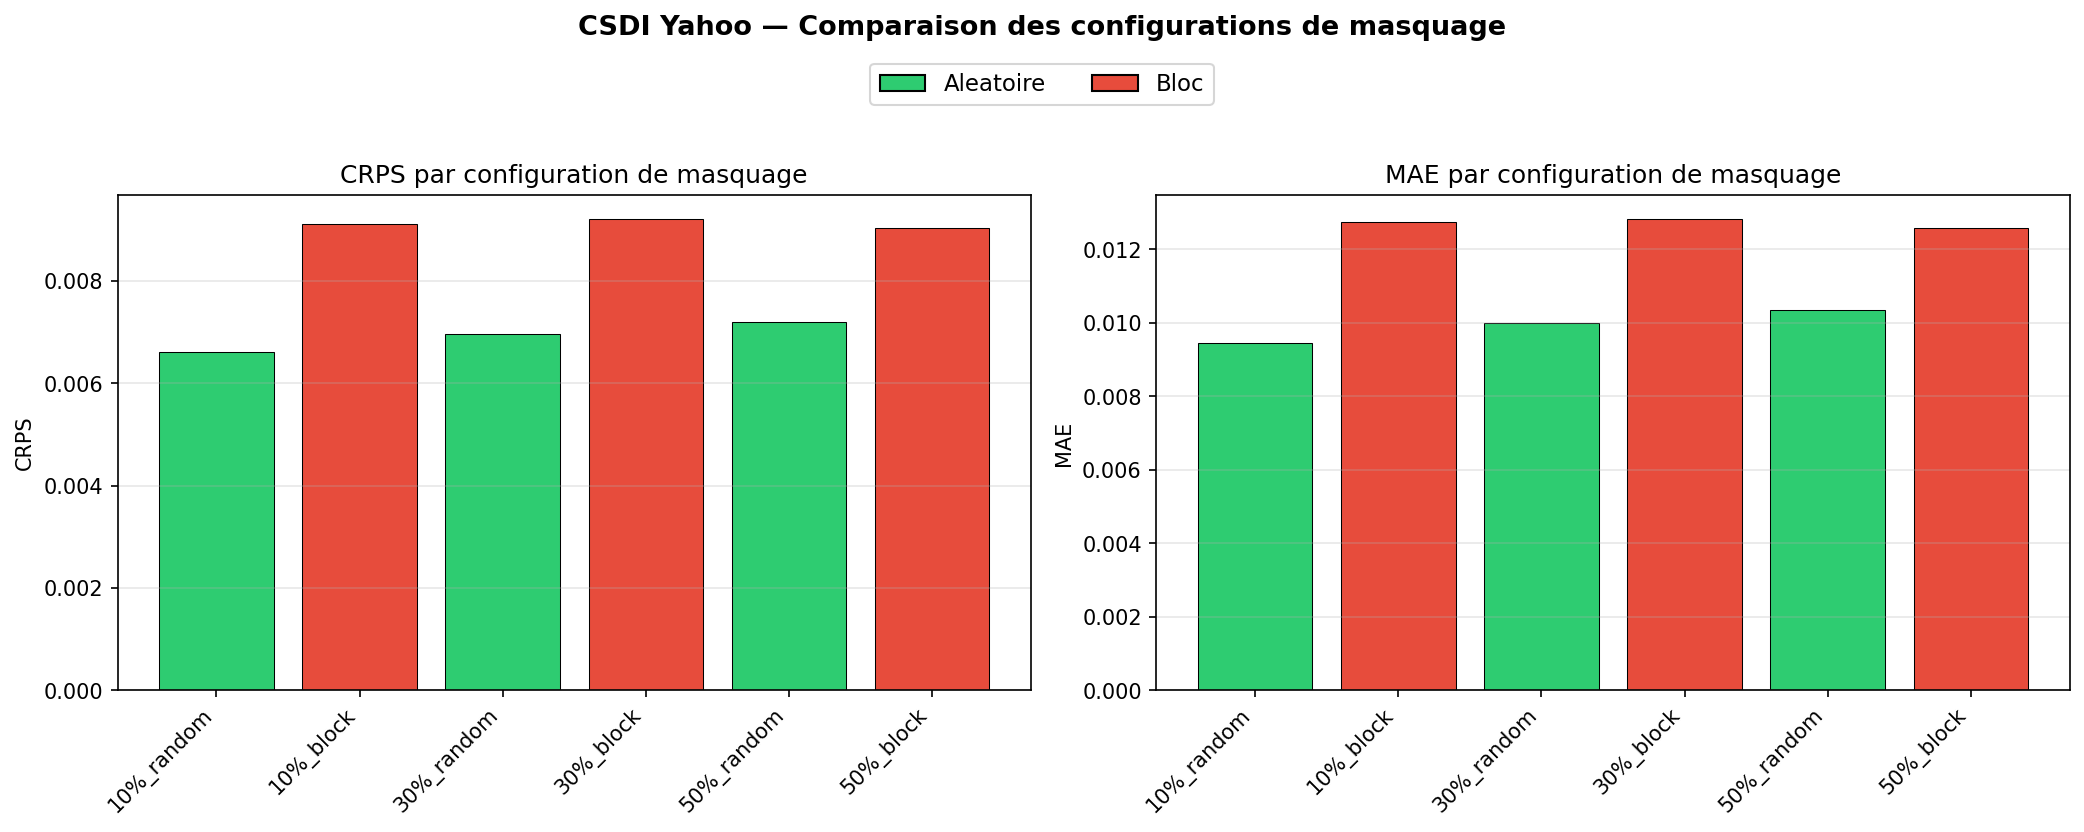 CSDI Yahoo — Comparaison des configurations de masquage
Aleatoire Bloc
CRPS par configuration de masquage
CRPS
0.008
0.006
0.004
0.002
0.000
10%_random
10%_block
30%_random
30%_block
50%_random
50%_block
MAE par configuration de masquage
MAE
0.012
0.010
0.008
0.006
0.004
0.002
0.000
10%_random
10%_block
30%_random
30%_block
50%_random
50%_block